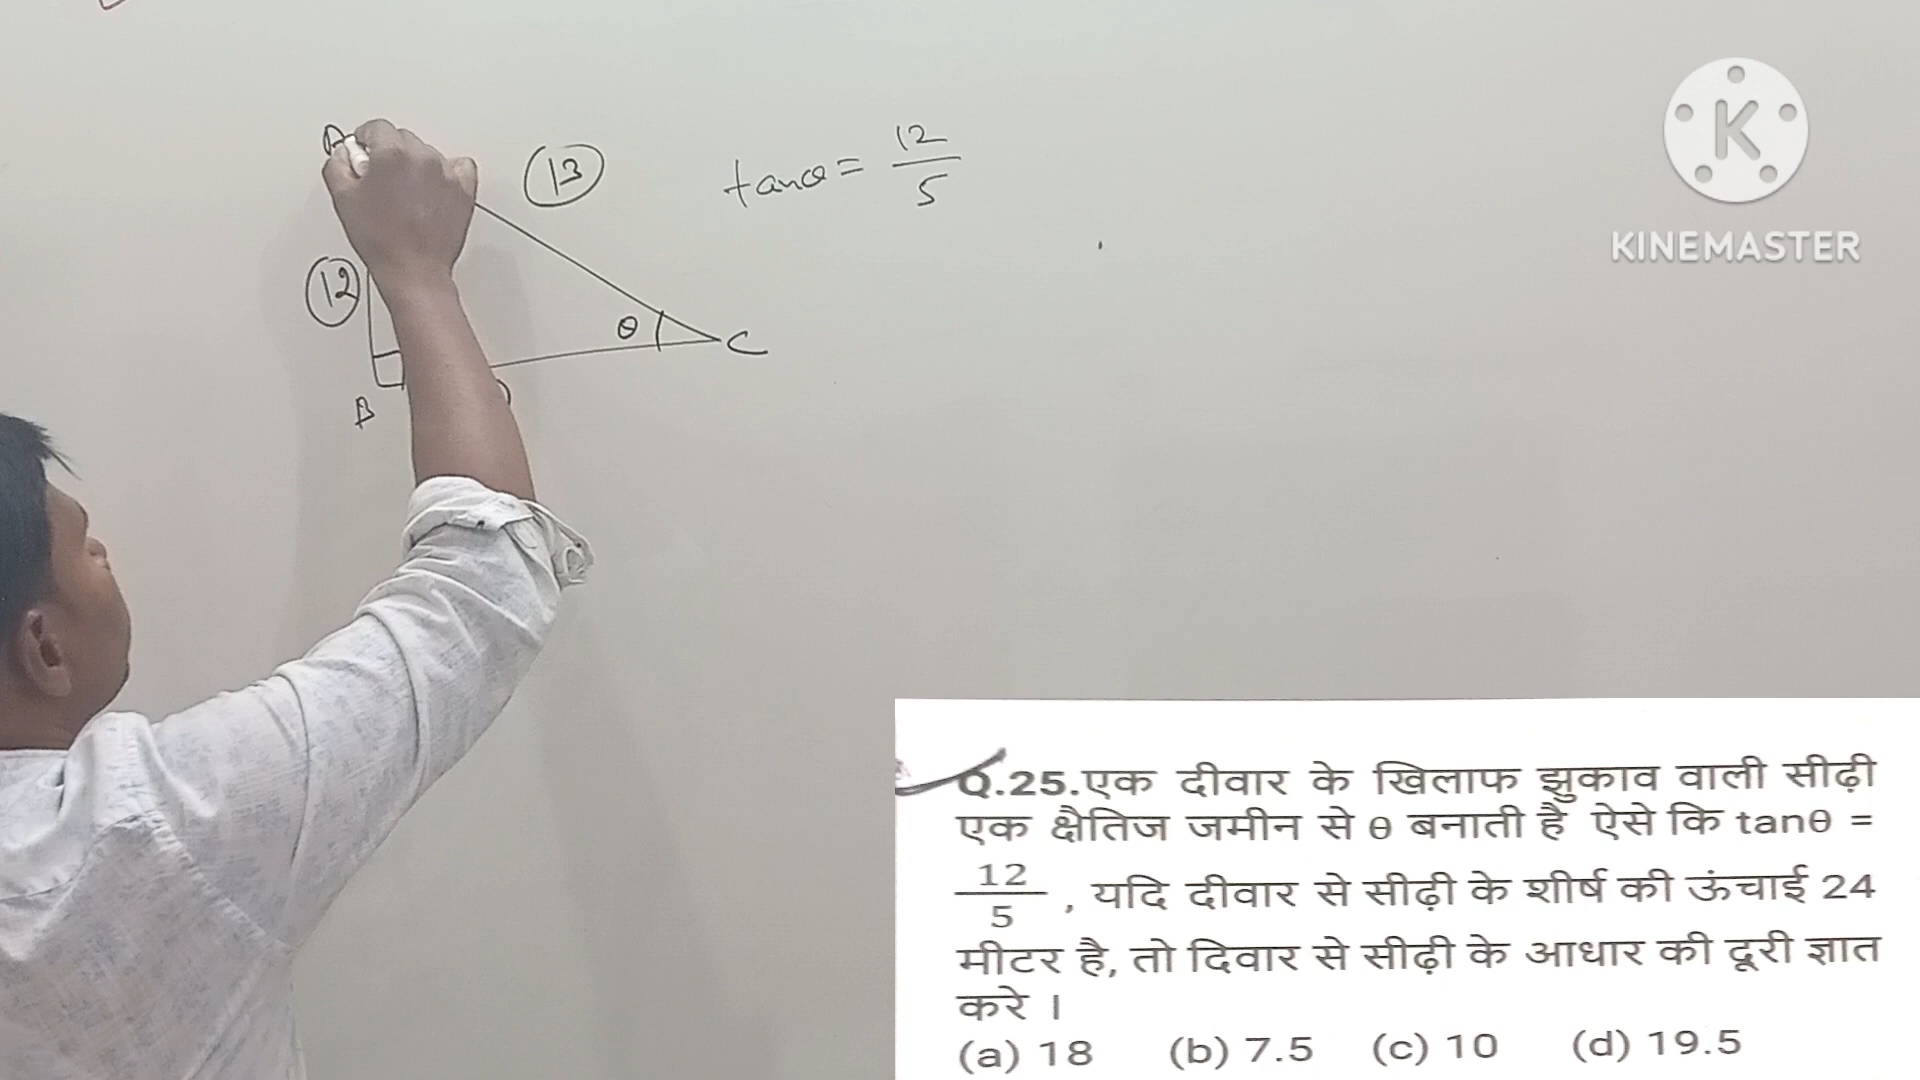 A
13
tanθ = 12/5
12
θ
C
B
K
KINEMASTER
Q.25.एक दीवार के खिलाफ झुकाव वाली सीढ़ी
एक क्षैतिज जमीन से θ बनाती है ऐसे कि tanθ =
12/5 , यदि दीवार से सीढ़ी के शीर्ष की ऊंचाई 24
मीटर है, तो दिवार से सीढ़ी के आधार की दूरी ज्ञात
करे ।
(a) 18 (b) 7.5 (c) 10 (d) 19.5